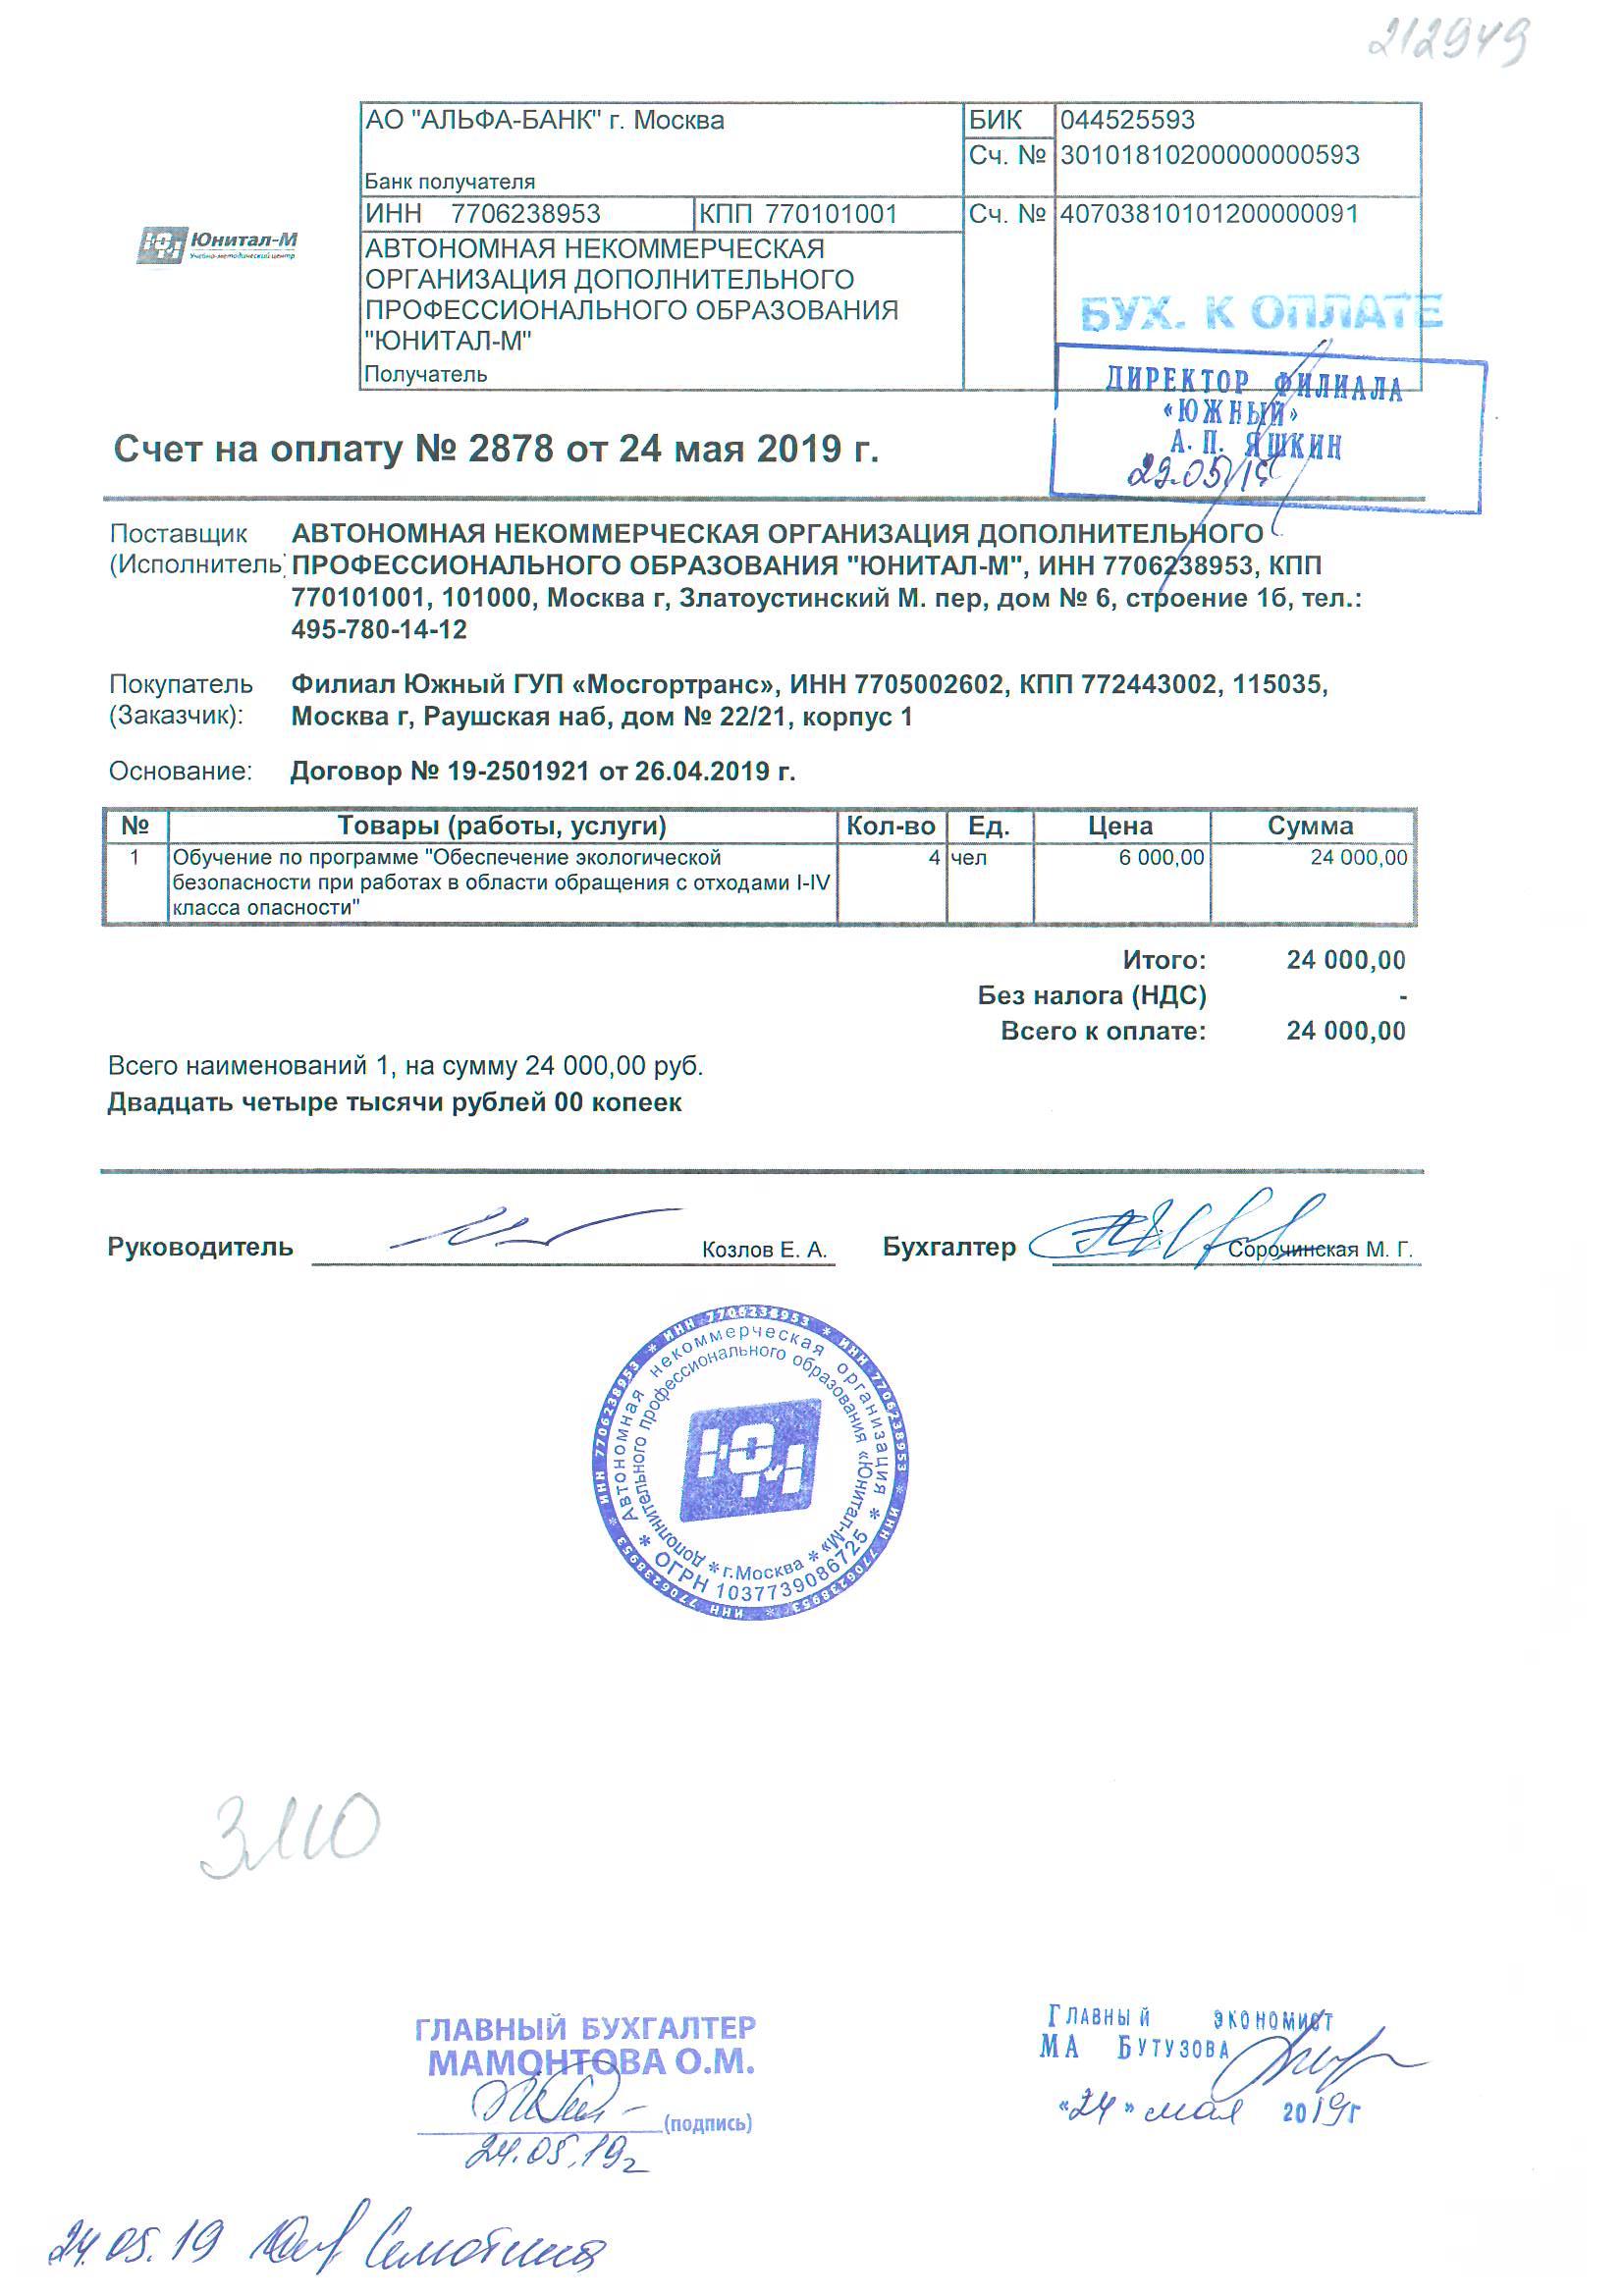 212949
АО "АЛЬФА-БАНК" г. Москва
БИК 044525593
Сч. № 30101810200000000593
Банк получателя
ИНН 7706238953 КПП 770101001 Сч. № 40703810101200000091
Юнитал-М
Учебно-методический центр
АВТОНОМНАЯ НЕКОММЕРЧЕСКАЯ
ОРГАНИЗАЦИЯ ДОПОЛНИТЕЛЬНОГО
ПРОФЕССИОНАЛЬНОГО ОБРАЗОВАНИЯ
"ЮНИТАЛ-М"
Получатель
БУХ. К ОПЛАТЕ
ДИРЕКТОР ФИЛИАЛА
«ЮЖНЫЙ»
А. П. ЯШКИН
29.05.19
Счет на оплату № 2878 от 24 мая 2019 г.
Поставщик АВТОНОМНАЯ НЕКОММЕРЧЕСКАЯ ОРГАНИЗАЦИЯ ДОПОЛНИТЕЛЬНОГО
(Исполнитель ПРОФЕССИОНАЛЬНОГО ОБРАЗОВАНИЯ "ЮНИТАЛ-М", ИНН 7706238953, КПП
770101001, 101000, Москва г, Златоустинский М. пер, дом № 6, строение 1б, тел.:
495-780-14-12
Покупатель Филиал Южный ГУП «Мосгортранс», ИНН 7705002602, КПП 772443002, 115035,
(Заказчик): Москва г, Раушская наб, дом № 22/21, корпус 1
Основание: Договор № 19-2501921 от 26.04.2019 г.
№ Товары (работы, услуги) Кол-во Ед. Цена Сумма
1 Обучение по программе "Обеспечение экологической 4 чел 6 000,00 24 000,00
безопасности при работах в области обращения с отходами I-IV
класса опасности"
Итого: 24 000,00
Без налога (НДС) -
Всего к оплате: 24 000,00
Всего наименований 1, на сумму 24 000,00 руб.
Двадцать четыре тысячи рублей 00 копеек
Руководитель Козлов Е. А. Бухгалтер Сорочинская М. Г.
* ИНН 7706238953 * ИНН 7706238953 * ИНН 7706238953 * ИНН 7706238953 * ИНН 7706238953
* Автономная некоммерческая организация *
дополнительного профессионального образования «Юнитал-М»
* г.Москва *
ОГРН 1037739086725
ЮМ
ГЛАВНЫЙ БУХГАЛТЕР
МАМОНТОВА О.М.
(подпись)
24.05.19г
ГЛАВНЫЙ ЭКОНОМИСТ
МА БУТУЗОВА
«24» мая 2019г
24.05.19